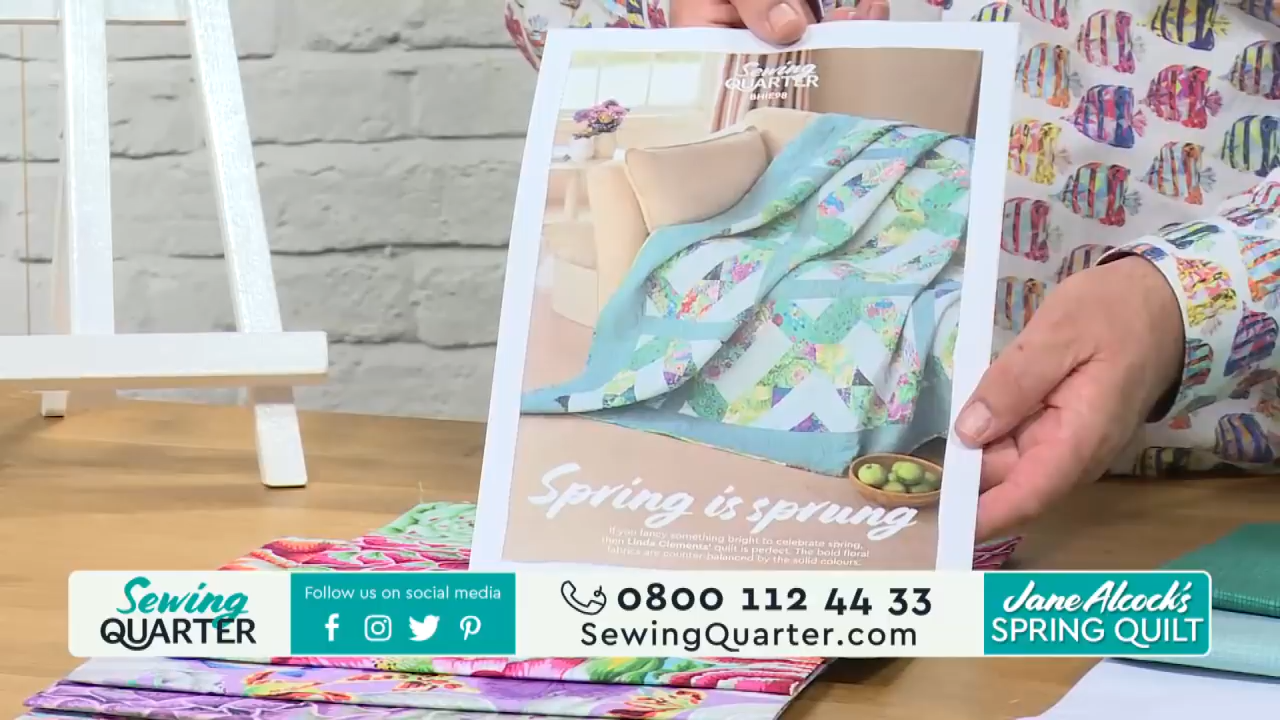 Sewing
QUARTER
Spring is sprung
If you fancy something bright to celebrate spring,
then Linda Clements' quilt is perfect. The bold floral
fabrics are counter-balanced by the solid colours.
Sewing
QUARTER
Follow us on social media
0800 112 44 33
SewingQuarter.com
Jane Alcock's
SPRING QUILT